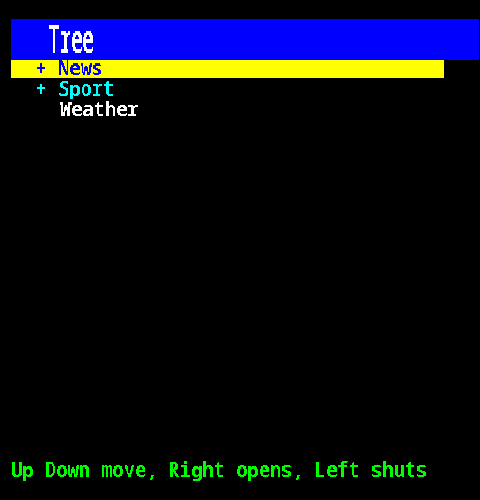 Tree
+ News
+ Sport
Weather
Up Down move, Right opens, Left shuts